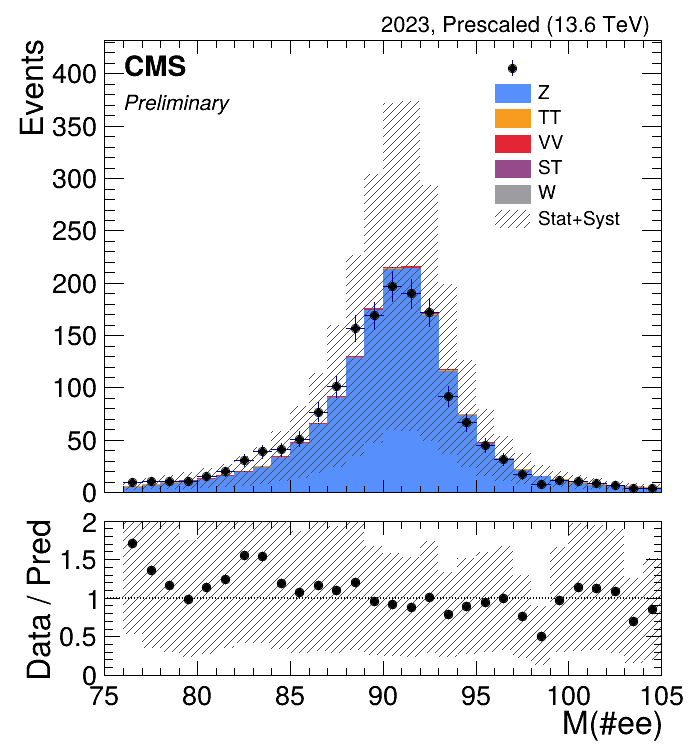 2023, Prescaled (13.6 TeV)
CMS
Preliminary
Events
400
350
300
250
200
150
100
50
0
Z
TT
VV
ST
W
Stat+Syst
Data / Pred
2
1.5
1
0.5
0
75 80 85 90 95 100 105
M(#ee)